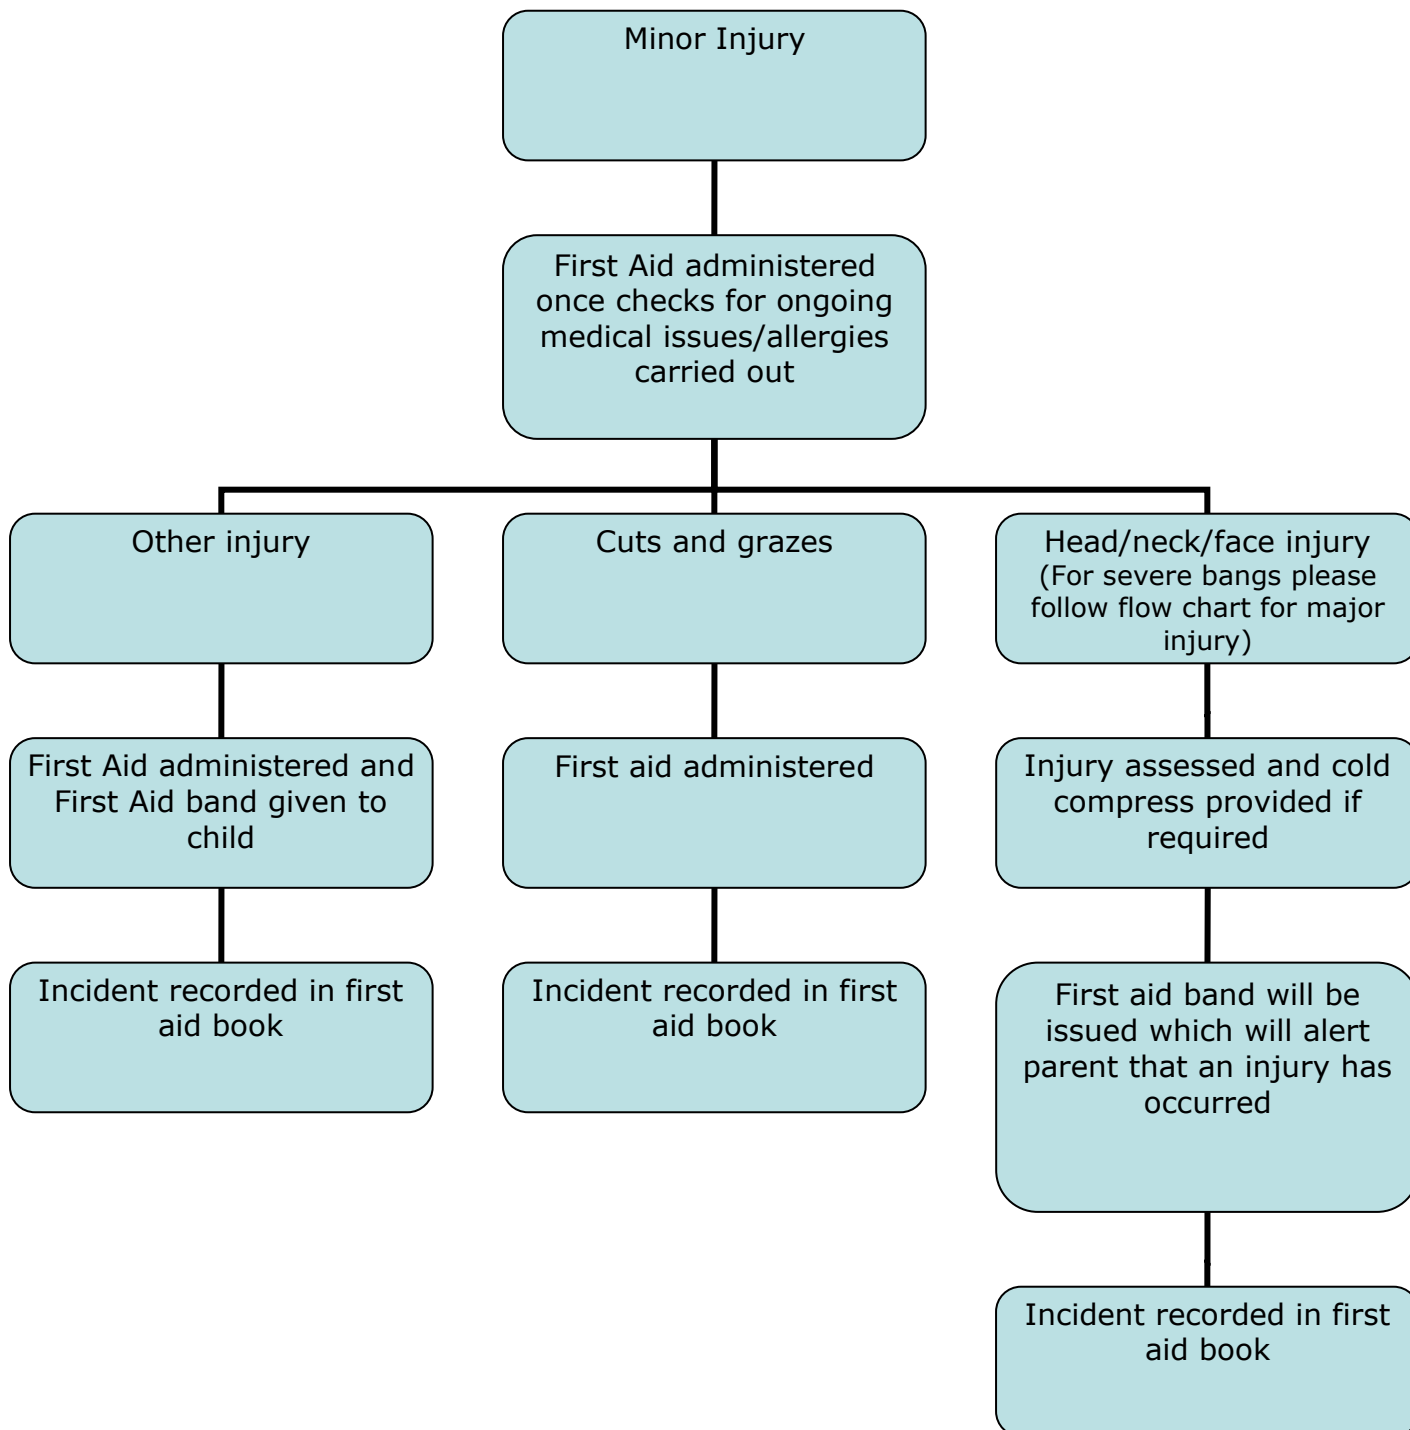 Minor Injury
First Aid administered
once checks for ongoing
medical issues/allergies
carried out
Other injury
Cuts and grazes
Head/neck/face injury
(For severe bangs please
follow flow chart for major
injury)
First Aid administered and
First Aid band given to
child
First aid administered
Injury assessed and cold
compress provided if
required
Incident recorded in first
aid book
Incident recorded in first
aid book
First aid band will be
issued which will alert
parent that an injury has
occurred
Incident recorded in first
aid book